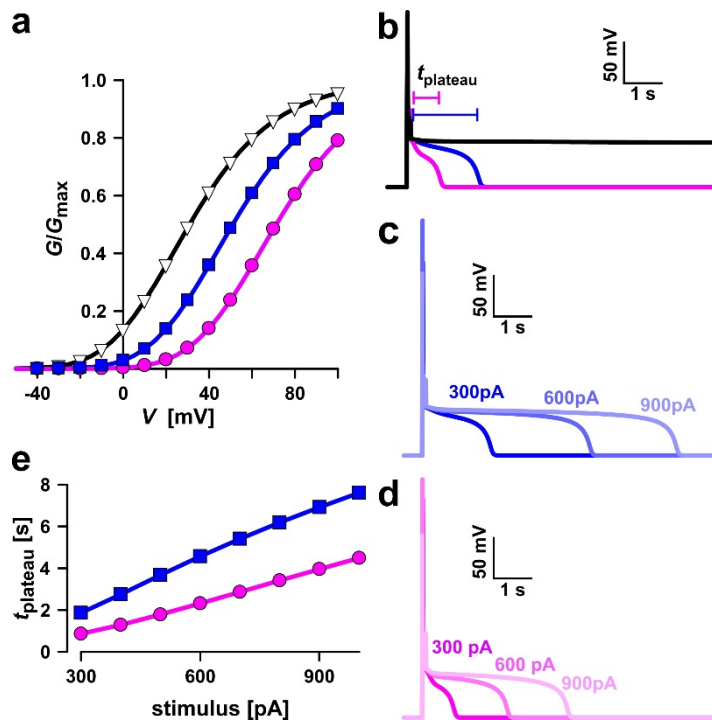 a
G/Gmax
1.0
0.8
0.6
0.4
0.2
-40
0
40
80
V [mV]
b
tplateau
50 mV
1 s
c
50 mV
1 s
300pA
600pA
900pA
e
tplateau [s]
8
6
4
2
0
300
600
900
stimulus [pA]
d
50 mV
1 s
300 pA
600 pA
900pA